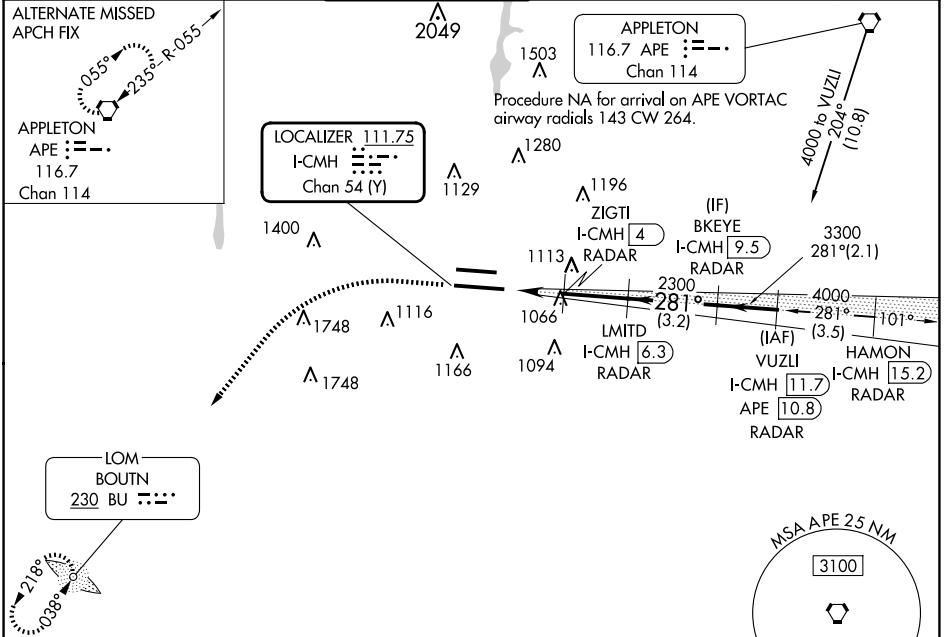 ALTERNATE MISSED
APCH FIX
055°
235°
R-055
APPLETON
APE
116.7
Chan 114
2049
1503
APPLETON
116.7 APE
Chan 114
Procedure NA for arrival on APE VORTAC
airway radials 143 CW 264.
4000 to VUZLI
204°
(10.8)
LOCALIZER 111.75
I-CMH
Chan 54 (Y)
1280
1129
1196
1400
ZIGTI
I-CMH 4
RADAR
(IF)
BKEYE
I-CMH 9.5
RADAR
3300
281°(2.1)
1113
1066
2300
281°
(3.2)
4000
281°
(3.5)
101°
1748
1116
1748
1166
1094
LMITD
I-CMH 6.3
RADAR
(IAF)
VUZLI
I-CMH 11.7
APE 10.8
RADAR
HAMON
I-CMH 15.2
RADAR
LOM
BOUTN
230 BU
218°
038°
MSA APE 25 NM
3100